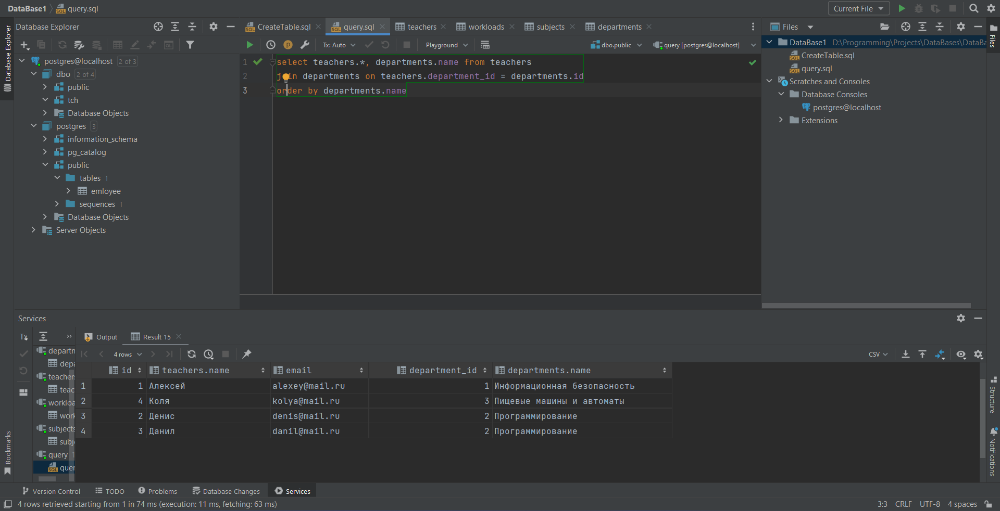 DataBase1 query.sql Current File
Database Explorer
CreateTable.sql query.sql teachers workloads subjects departments
Files
Tx: Auto Playground dbo.public query [postgres@localhost]
postgres@localhost 2 of 3
dbo 2 of 4
public
tch
Database Objects
postgres 3
information_schema
pg_catalog
public
tables 1
emloyee
sequences 1
Database Objects
Server Objects
1 select teachers.*, departments.name from teachers
2 join departments on teachers.department_id = departments.id
3 order by departments.name
DataBase1 D:\Programming\Projects\DataBases\DataBa
CreateTable.sql
query.sql
Scratches and Consoles
Database Consoles
postgres@localhost
Extensions
Database Explorer
Files
Services
Tx
Output Result 15
4 rows CSV
departm
depa
teachers
teac
workloa
work
subjects
subj
query 1
quer
id teachers.name email department_id departments.name
1 1 Алексей alexey@mail.ru 1 Информационная безопасность
2 4 Коля kolya@mail.ru 3 Пищевые машины и автоматы
3 2 Денис denis@mail.ru 2 Программирование
4 3 Данил danil@mail.ru 2 Программирование
Bookmarks
Structure
Notifications
Version Control TODO Problems Database Changes Services
4 rows retrieved starting from 1 in 74 ms (execution: 11 ms, fetching: 63 ms) 3:3 CRLF UTF-8 4 spaces